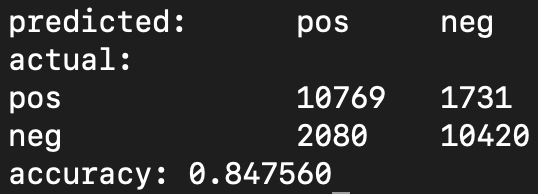 predicted: pos neg
actual:
pos 10769 1731
neg 2080 10420
accuracy: 0.847560